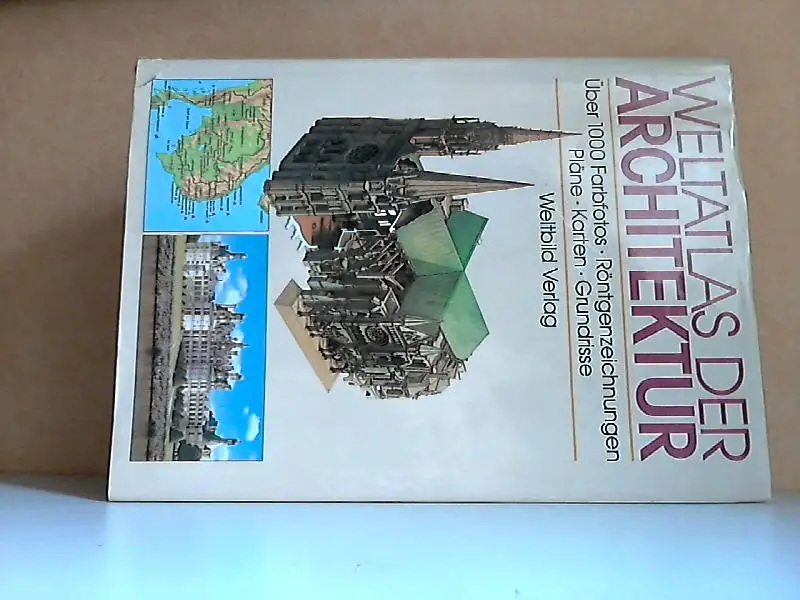 WELTATLAS DER
ARCHITEKTUR
Über 1000 Farbfotos · Röntgenzeichnungen
Pläne · Karten · Grundrisse
Weltbild Verlag